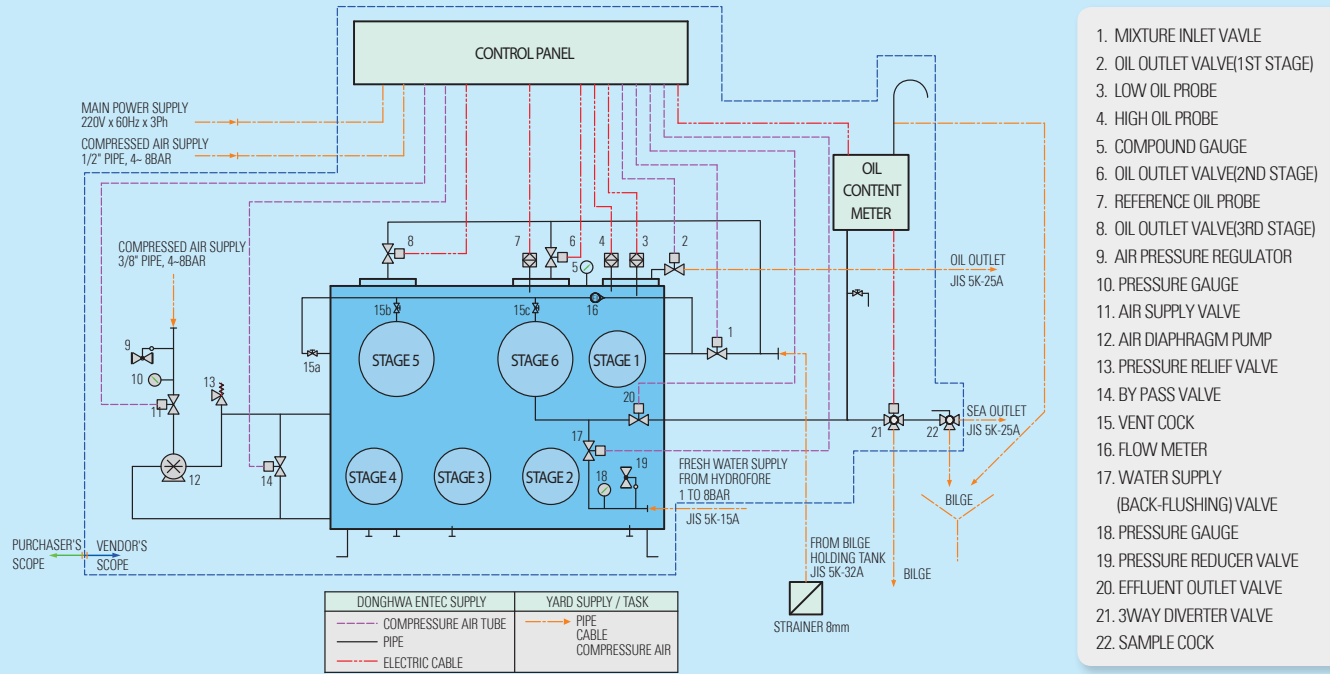 CONTROL PANEL
MAIN POWER SUPPLY
220V x 60Hz x 3Ph
COMPRESSED AIR SUPPLY
1/2" PIPE, 4~ 8BAR
OIL
CONTENT
METER
COMPRESSED AIR SUPPLY
3/8" PIPE, 4~8BAR
8
7
6
5
4
3
2
OIL OUTLET
JIS 5K-25A
15b
15c
16
1
9
10
11
13
15a
STAGE 5
STAGE 6
STAGE 1
20
SEA OUTLET
JIS 5K-25A
21
22
12
14
STAGE 4
STAGE 3
STAGE 2
17
18
19
FRESH WATER SUPPLY
FROM HYDROFORE
1 TO 8BAR
JIS 5K-15A
BILGE
PURCHASER'S
SCOPE
VENDOR'S
SCOPE
FROM BILGE
HOLDING TANK
JIS 5K-32A
BILGE
STRAINER 8mm
DONGHWA ENTEC SUPPLY
YARD SUPPLY / TASK
COMPRESSURE AIR TUBE
PIPE
ELECTRIC CABLE
PIPE
CABLE
COMPRESSURE AIR
1. MIXTURE INLET VAVLE
2. OIL OUTLET VALVE(1ST STAGE)
3. LOW OIL PROBE
4. HIGH OIL PROBE
5. COMPOUND GAUGE
6. OIL OUTLET VALVE(2ND STAGE)
7. REFERENCE OIL PROBE
8. OIL OUTLET VALVE(3RD STAGE)
9. AIR PRESSURE REGULATOR
10. PRESSURE GAUGE
11. AIR SUPPLY VALVE
12. AIR DIAPHRAGM PUMP
13. PRESSURE RELIEF VALVE
14. BY PASS VALVE
15. VENT COCK
16. FLOW METER
17. WATER SUPPLY
(BACK-FLUSHING) VALVE
18. PRESSURE GAUGE
19. PRESSURE REDUCER VALVE
20. EFFLUENT OUTLET VALVE
21. 3WAY DIVERTER VALVE
22. SAMPLE COCK